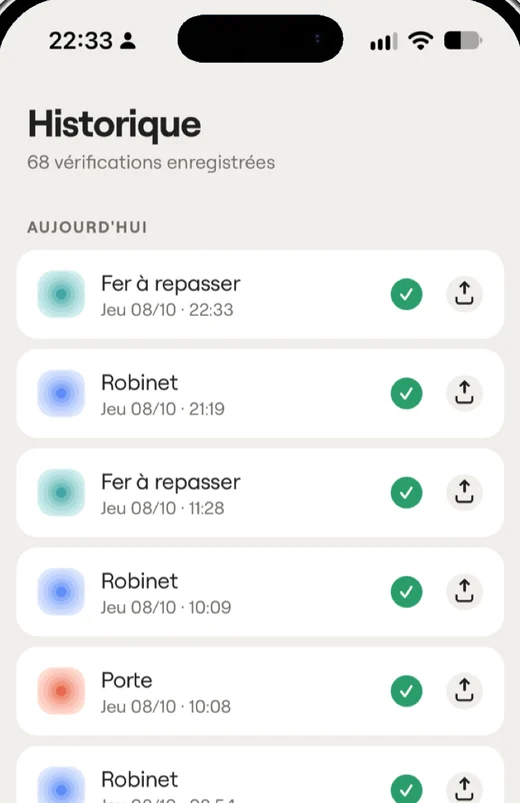 22:33
Historique
68 vérifications enregistrées
AUJOURD'HUI
Fer à repasser
Jeu 08/10 · 22:33
Robinet
Jeu 08/10 · 21:19
Fer à repasser
Jeu 08/10 · 11:28
Robinet
Jeu 08/10 · 10:09
Porte
Jeu 08/10 · 10:08
Robinet